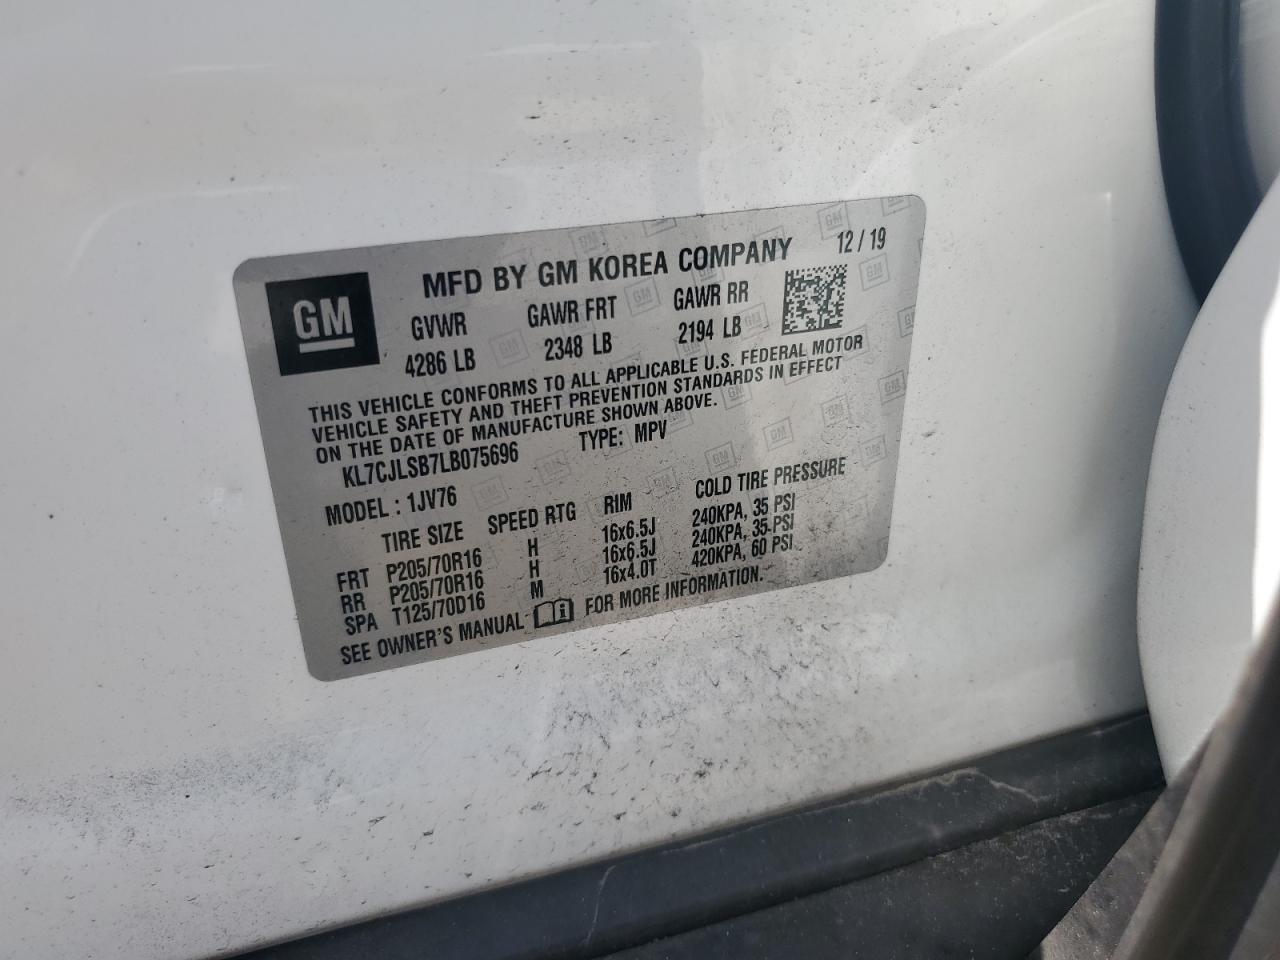 MFD BY GM KOREA COMPANY 12 / 19
GM
GVWR GAWR FRT GAWR RR
4286 LB 2348 LB 2194 LB
THIS VEHICLE CONFORMS TO ALL APPLICABLE U.S. FEDERAL MOTOR
VEHICLE SAFETY AND THEFT PREVENTION STANDARDS IN EFFECT
ON THE DATE OF MANUFACTURE SHOWN ABOVE.
KL7CJLSB7LB075696 TYPE: MPV
MODEL : 1JV76
TIRE SIZE SPEED RTG RIM COLD TIRE PRESSURE
FRT P205/70R16 H 16x6.5J 240KPA, 35 PSI
RR P205/70R16 H 16x6.5J 240KPA, 35 PSI
SPA T125/70D16 M 16x4.0T 420KPA, 60 PSI
SEE OWNER'S MANUAL FOR MORE INFORMATION.